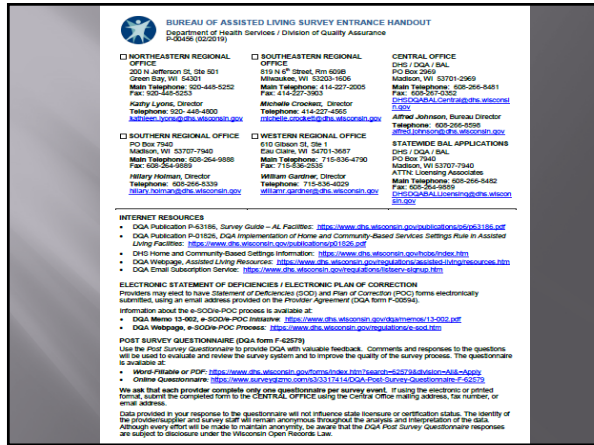 BUREAU OF ASSISTED LIVING SURVEY ENTRANCE HANDOUT
Department of Health Services / Division of Quality Assurance
P-00456 (02/2019)
☐ NORTHEASTERN REGIONAL
OFFICE
200 N Jefferson St, Ste 501
Green Bay, WI 54301
Main Telephone: 920-448-5252
Fax: 920-448-5253
Kathy Lyons, Director
Telephone: 920- 448-4800
kathleen.lyons@dhs.wisconsin.gov
☐ SOUTHEASTERN REGIONAL
OFFICE
819 N 6th Street, Rm 609B
Milwaukee, WI 53203-1606
Main Telephone: 414-227-2005
Fax: 414-227-3903
Michelle Crockett, Director
Telephone: 414-227-4565
michelle.crockett@dhs.wisconsin.gov
CENTRAL OFFICE
DHS / DQA / BAL
PO Box 2969
Madison, WI 53701-2969
Main Telephone: 608-266-8481
Fax: 608-267-0352
DHSDQABALCentral@dhs.wisconsi
n.gov
Alfred Johnson, Bureau Director
Telephone: 608-266-8598
alfred.johnson@dhs.wisconsin.gov
☐ SOUTHERN REGIONAL OFFICE
PO Box 7940
Madison, WI 53707-7940
Main Telephone: 608-264-9888
Fax: 608-264-9889
Hillary Holman, Director
Telephone: 608-266-8339
hillary.holman@dhs.wisconsin.gov
☐ WESTERN REGIONAL OFFICE
610 Gibson St, Ste 1
Eau Claire, WI 54701-3687
Main Telephone: 715-836-4790
Fax: 715-836-2535
William Gardner, Director
Telephone: 715-836-4029
williamr.gardner@dhs.wisconsin.gov
STATEWIDE BAL APPLICATIONS
DHS / DQA / BAL
PO Box 7940
Madison, WI 53707-7940
ATTN: Licensing Associates
Main Telephone: 608-266-8482
Fax: 608-264-9889
DHSDQABALLicensing@dhs.wiscon
sin.gov
INTERNET RESOURCES
• DQA Publication P-63186, Survey Guide – AL Facilities: https://www.dhs.wisconsin.gov/publications/p6/p63186.pdf
• DQA Publication P-01826, DQA Implementation of Home and Community-Based Services Settings Rule in Assisted
Living Facilities: https://www.dhs.wisconsin.gov/publications/p01826.pdf
• DHS Home and Community-Based Settings Information: https://www.dhs.wisconsin.gov/hcbs/index.htm
• DQA Webpage, Assisted Living Resources: https://www.dhs.wisconsin.gov/regulations/assisted-living/resources.htm
• DQA Email Subscription Service: https://www.dhs.wisconsin.gov/regulations/listserv-signup.htm
ELECTRONIC STATEMENT OF DEFICIENCIES / ELECTRONIC PLAN OF CORRECTION
Providers may elect to have Statement of Deficiencies (SOD) and Plan of Correction (POC) forms electronically
submitted, using an email address provided on the Provider Agreement (DQA form F-00594).
Information about the e-SOD/e-POC process is available at:
• DQA Memo 13-002, e-SOD/e-POC Initiative: https://www.dhs.wisconsin.gov/dqa/memos/13-002.pdf
• DQA Webpage, e-SOD/e-POC Process: https://www.dhs.wisconsin.gov/regulations/e-sod.htm
POST SURVEY QUESTIONNAIRE (DQA form F-62579)
Use the Post Survey Questionnaire to provide DQA with valuable feedback. Comments and responses to the questions
will be used to evaluate and review the survey system and to improve the quality of the survey process. The questionnaire
is available at:
• Word-Fillable or PDF: https://www.dhs.wisconsin.gov/forms/index.htm?search=62579&division=All&=Apply
• Online Questionnaire: https://www.surveygizmo.com/s3/3317414/DQA-Post-Survey-Questionnaire-F-62579
We ask that each provider complete only one questionnaire per survey event. If using the electronic or printed
format, submit the completed form to the CENTRAL OFFICE using the Central Office mailing address, fax number, or
email address.
Data provided in your response to the questionnaire will not influence state licensure or certification status. The identity of
the provider/supplier and survey staff will remain anonymous throughout the analysis and interpretation of the data.
Although every effort will be made to maintain anonymity, be aware that the DQA Post Survey Questionnaire responses
are subject to disclosure under the Wisconsin Open Records Law.